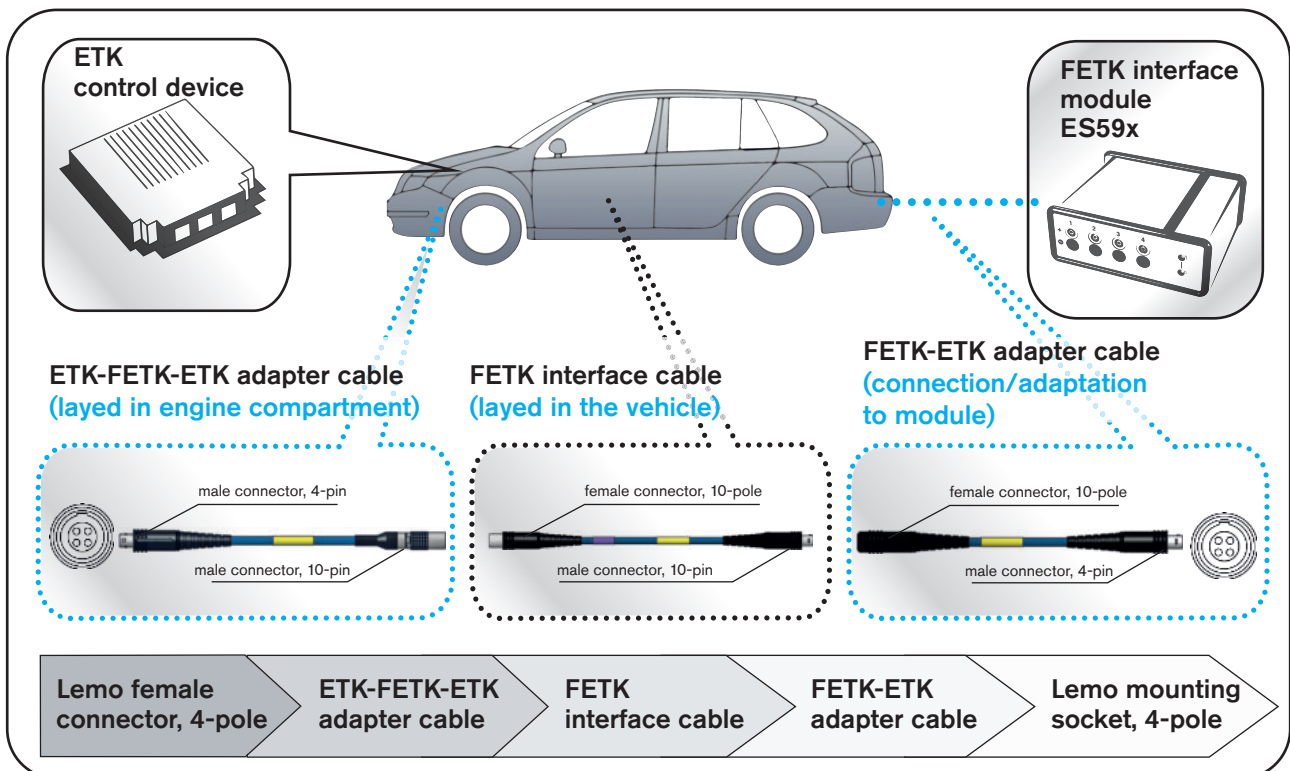 ETK
control device
FETK interface
module
ES59x
1 2 3 4
ETK-FETK-ETK adapter cable
(layed in engine compartment)
FETK interface cable
(layed in the vehicle)
FETK-ETK adapter cable
(connection/adaptation
to module)
male connector, 4-pin
male connector, 10-pin
female connector, 10-pole
male connector, 10-pin
female connector, 10-pole
male connector, 4-pin
Lemo female
connector, 4-pole
ETK-FETK-ETK
adapter cable
FETK
interface cable
FETK-ETK
adapter cable
Lemo mounting
socket, 4-pole